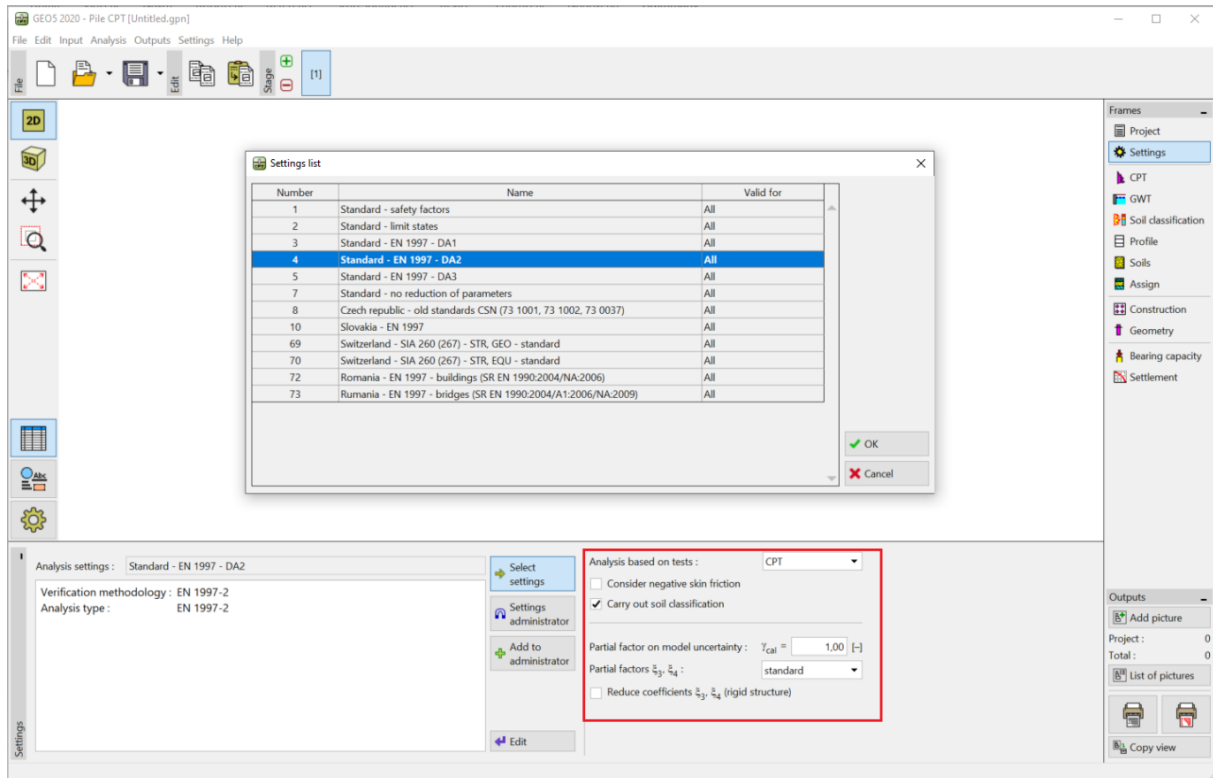 GEO5 2020 - Pile CPT [Untitled.gpn]
File Edit Input Analysis Outputs Settings Help
File
Edit
Stage
[1]
2D
3D
Abc
Settings list
Number Name Valid for
1 Standard - safety factors All
2 Standard - limit states All
3 Standard - EN 1997 - DA1 All
4 Standard - EN 1997 - DA2 All
5 Standard - EN 1997 - DA3 All
7 Standard - no reduction of parameters All
8 Czech republic - old standards CSN (73 1001, 73 1002, 73 0037) All
10 Slovakia - EN 1997 All
69 Switzerland - SIA 260 (267) - STR, GEO - standard All
70 Switzerland - SIA 260 (267) - STR, EQU - standard All
72 Romania - EN 1997 - buildings (SR EN 1990:2004/NA:2006) All
73 Rumania - EN 1997 - bridges (SR EN 1990:2004/A1:2006/NA:2009) All
OK
Cancel
Frames
Project
Settings
CPT
GWT
Soil classification
Profile
Soils
Assign
Construction
Geometry
Bearing capacity
Settlement
Settings
Analysis settings : Standard - EN 1997 - DA2
Verification methodology : EN 1997-2
Analysis type : EN 1997-2
Select
settings
Settings
administrator
Add to
administrator
Edit
Analysis based on tests : CPT
Consider negative skin friction
Carry out soil classification
Partial factor on model uncertainty : γcal = 1,00 [–]
Partial factors ξ3, ξ4 : standard
Reduce coefficients ξ3, ξ4 (rigid structure)
Outputs
Add picture
Project : 0
Total : 0
List of pictures
Copy view